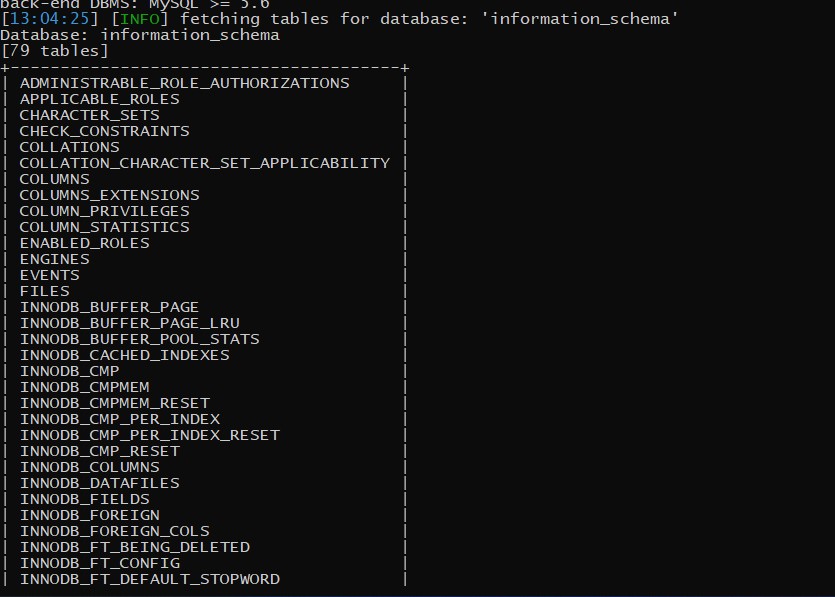 back-end DBMS: MySQL >= 5.6
[13:04:25] [INFO] fetching tables for database: 'information_schema'
Database: information_schema
[79 tables]
+---------------------------------------+
| ADMINISTRABLE_ROLE_AUTHORIZATIONS     |
| APPLICABLE_ROLES                      |
| CHARACTER_SETS                        |
| CHECK_CONSTRAINTS                     |
| COLLATIONS                            |
| COLLATION_CHARACTER_SET_APPLICABILITY |
| COLUMNS                               |
| COLUMNS_EXTENSIONS                    |
| COLUMN_PRIVILEGES                     |
| COLUMN_STATISTICS                     |
| ENABLED_ROLES                         |
| ENGINES                               |
| EVENTS                                |
| FILES                                 |
| INNODB_BUFFER_PAGE                    |
| INNODB_BUFFER_PAGE_LRU                |
| INNODB_BUFFER_POOL_STATS              |
| INNODB_CACHED_INDEXES                 |
| INNODB_CMP                            |
| INNODB_CMPMEM                         |
| INNODB_CMPMEM_RESET                   |
| INNODB_CMP_PER_INDEX                  |
| INNODB_CMP_PER_INDEX_RESET            |
| INNODB_CMP_RESET                      |
| INNODB_COLUMNS                        |
| INNODB_DATAFILES                      |
| INNODB_FIELDS                         |
| INNODB_FOREIGN                        |
| INNODB_FOREIGN_COLS                   |
| INNODB_FT_BEING_DELETED               |
| INNODB_FT_CONFIG                      |
| INNODB_FT_DEFAULT_STOPWORD            |